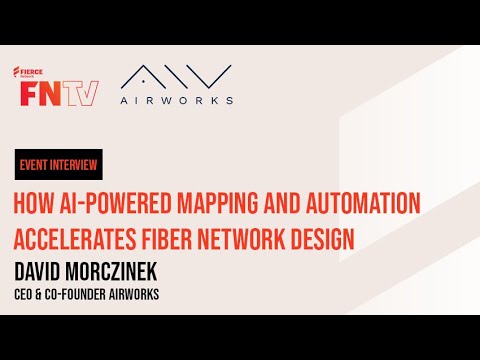 FIERCE
Network
FNTV
AIRWORKS
EVENT INTERVIEW
HOW AI-POWERED MAPPING AND AUTOMATION
ACCELERATES FIBER NETWORK DESIGN
DAVID MORCZINEK
CEO & CO-FOUNDER AIRWORKS